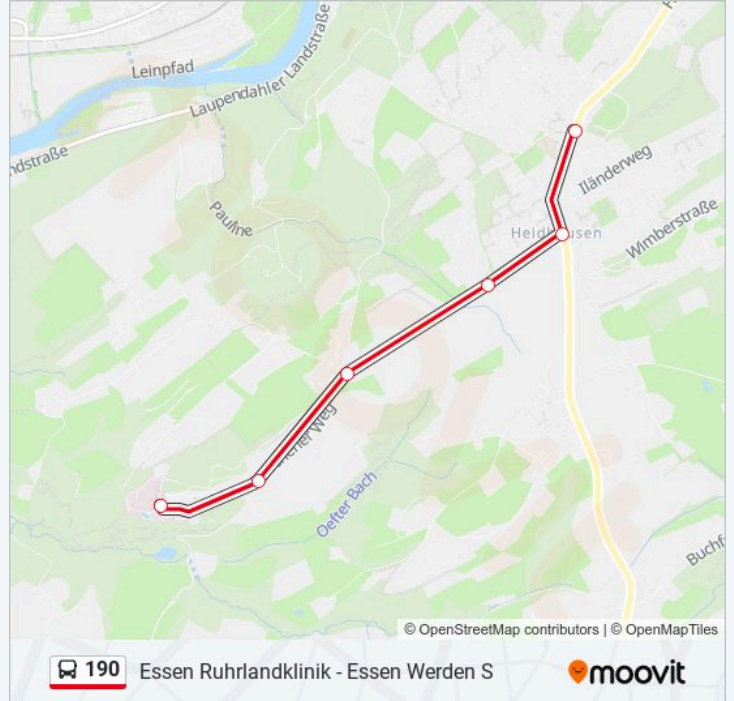 Leinpfad
Laupendahler Landstraße
ndstraße
Iländerweg
Pauline
Wimberstraße
Oefter Bach
Buchf
© OpenStreetMap contributors | © OpenMapTiles
190 Essen Ruhrlandklinik - Essen Werden S moovit